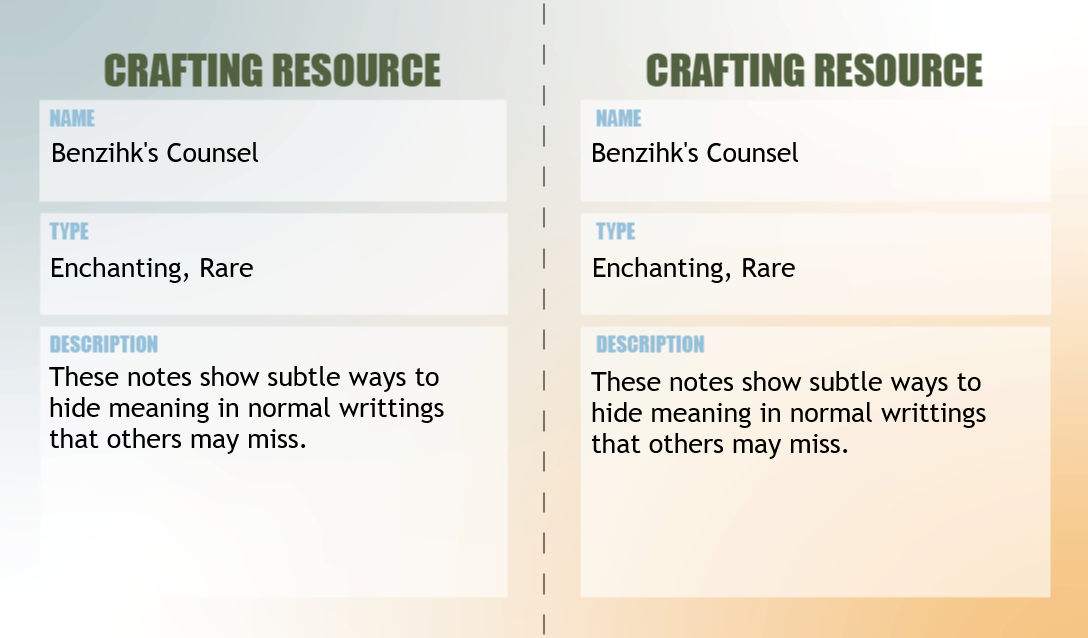 CRAFTING RESOURCE
NAME
Benzihk's Counsel
TYPE
Enchanting, Rare
DESCRIPTION
These notes show subtle ways to
hide meaning in normal writtings
that others may miss.
CRAFTING RESOURCE
NAME
Benzihk's Counsel
TYPE
Enchanting, Rare
DESCRIPTION
These notes show subtle ways to
hide meaning in normal writtings
that others may miss.